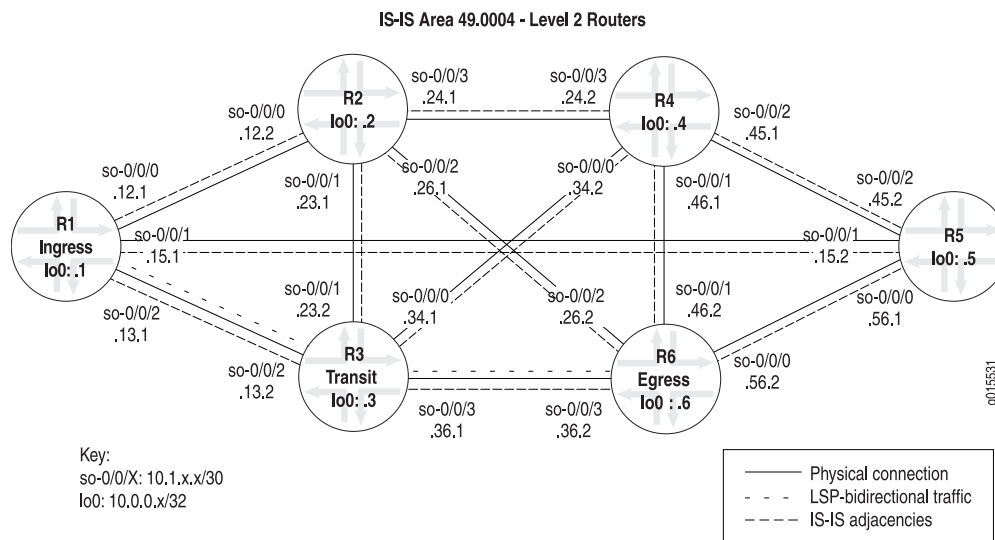 IS-IS Area 49.0004 - Level 2 Routers
R2
lo0: .2
so-0/0/3
.24.1
so-0/0/3
.24.2
R4
lo0: .4
so-0/0/0
.12.2
so-0/0/2
.45.1
so-0/0/0
.12.1
so-0/0/1
.23.1
so-0/0/2
.26.1
so-0/0/0
.34.2
so-0/0/1
.46.1
so-0/0/2
.45.2
R1
Ingress
lo0: .1
so-0/0/1
.15.1
so-0/0/1
.15.2
R5
lo0: .5
so-0/0/2
.13.1
so-0/0/1
.23.2
so-0/0/0
.34.1
so-0/0/2
.26.2
so-0/0/1
.46.2
so-0/0/0
.56.1
so-0/0/2
.13.2
R3
Transit
lo0: .3
R6
Egress
lo0 : .6
so-0/0/0
.56.2
so-0/0/3
.36.1
so-0/0/3
.36.2
g015531
Key:
so-0/0/X: 10.1.x.x/30
lo0: 10.0.0.x/32
Physical connection
LSP-bidirectional traffic
IS-IS adjacencies